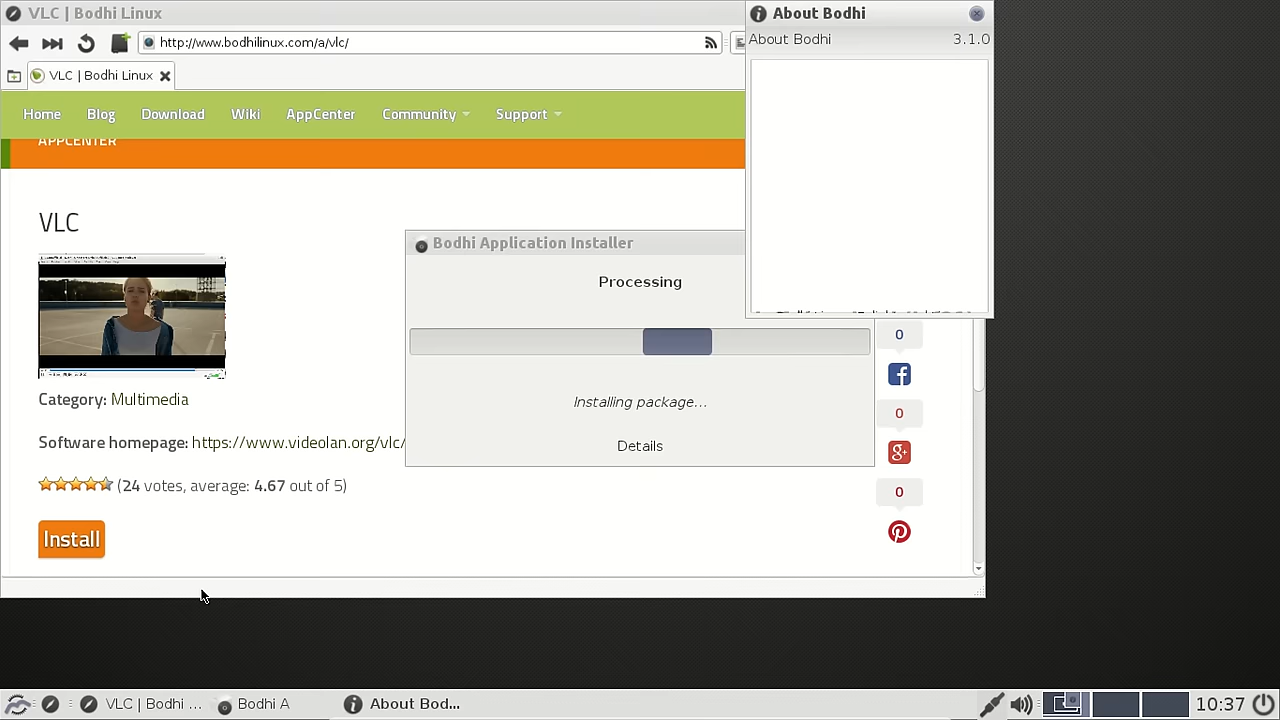 VLC | Bodhi Linux
About Bodhi
http://www.bodhilinux.com/a/vlc/
About Bodhi 3.1.0
VLC | Bodhi Linux
Home Blog Download Wiki AppCenter Community Support
APPCENTER
VLC
Bodhi Application Installer
Processing
0
Installing package...
Category: Multimedia
0
Software homepage: https://www.videolan.org/vlc/
Details
g+
(24 votes, average: 4.67 out of 5)
0
Install
VLC | Bodhi ... Bodhi A About Bod... 10:37